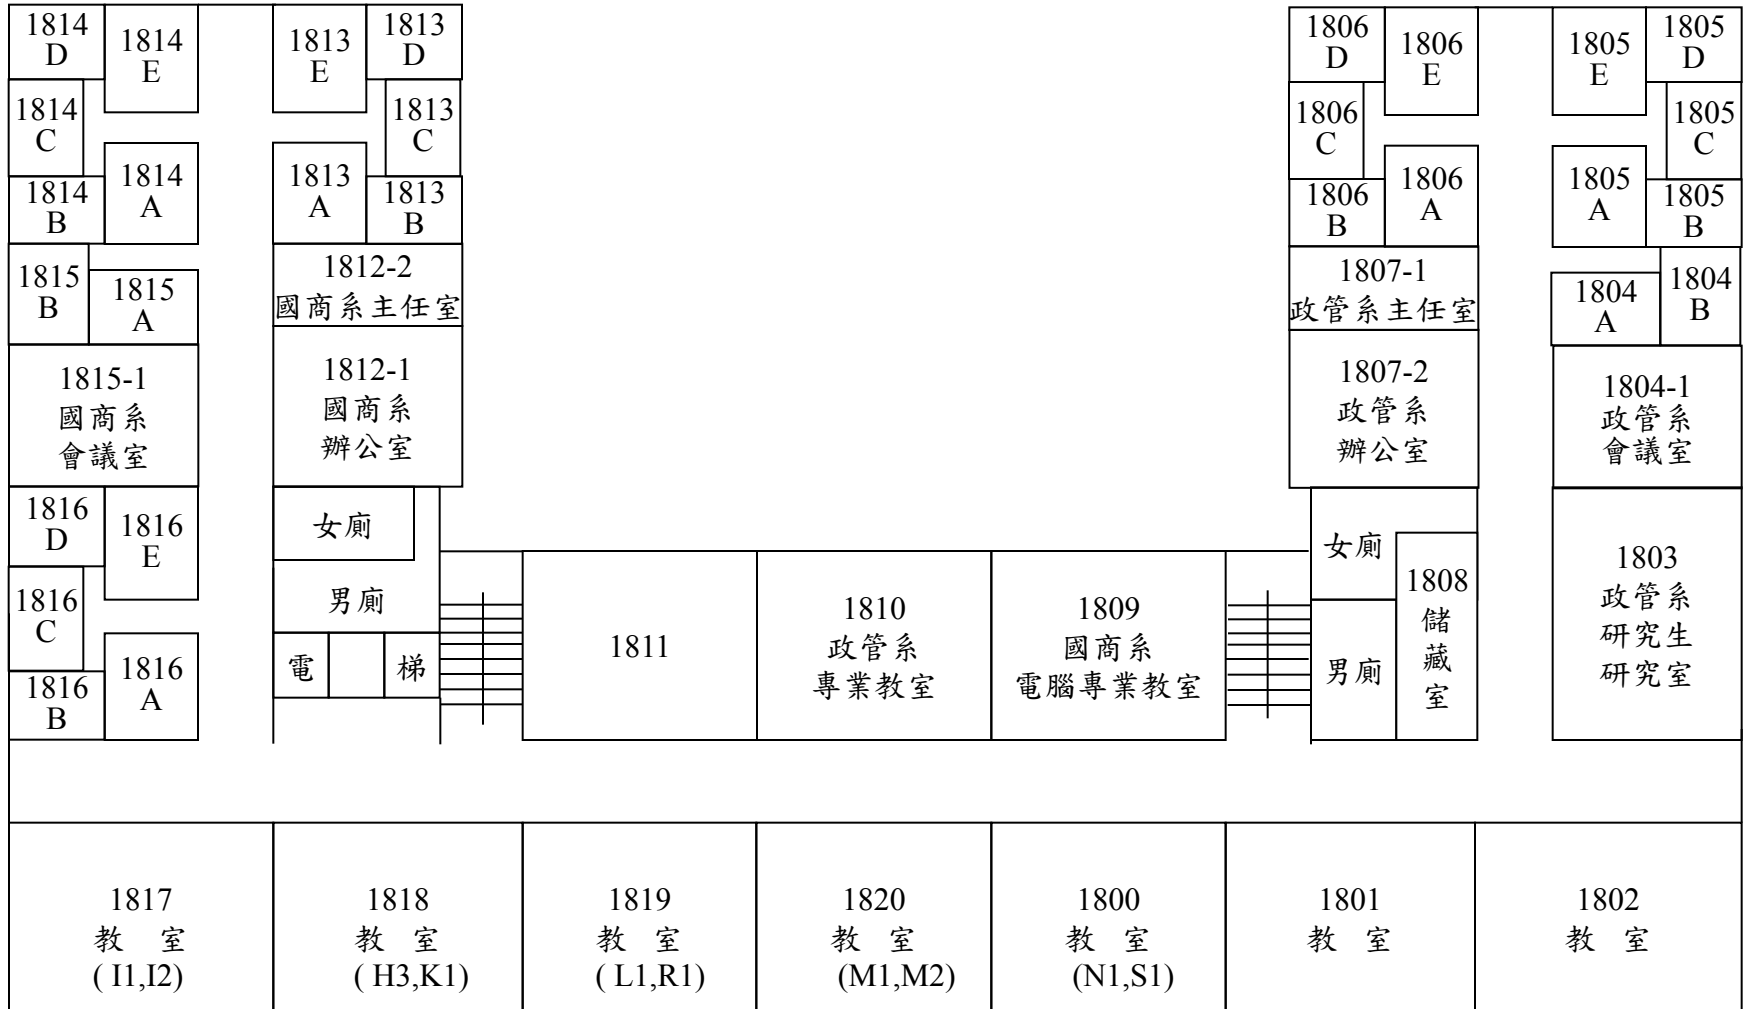 1814
D
1814
E
1813
E
1813
D
1806
D
1806
E
1805
E
1805
D
1814
C
1813
C
1806
C
1805
C
1814
B
1814
A
1813
A
1813
B
1806
B
1806
A
1805
A
1805
B
1815
B
1815
A
1812-2
國商系主任室
1807-1
政管系主任室
1804
A
1804
B
1815-1
國商系
會議室
1812-1
國商系
辦公室
1807-2
政管系
辦公室
1804-1
政管系
會議室
1816
D
1816
E
女廁
男廁
1816
C
1816
B
1816
A
電 梯
1811
1810
政管系
專業教室
1809
國商系
電腦專業教室
女廁
男廁
1808
儲
藏
室
1803
政管系
研究生
研究室
1817
教 室
( I1,I2)
1818
教 室
( H3,K1)
1819
教 室
( L1,R1)
1820
教 室
(M1,M2)
1800
教 室
(N1,S1)
1801
教 室
1802
教 室